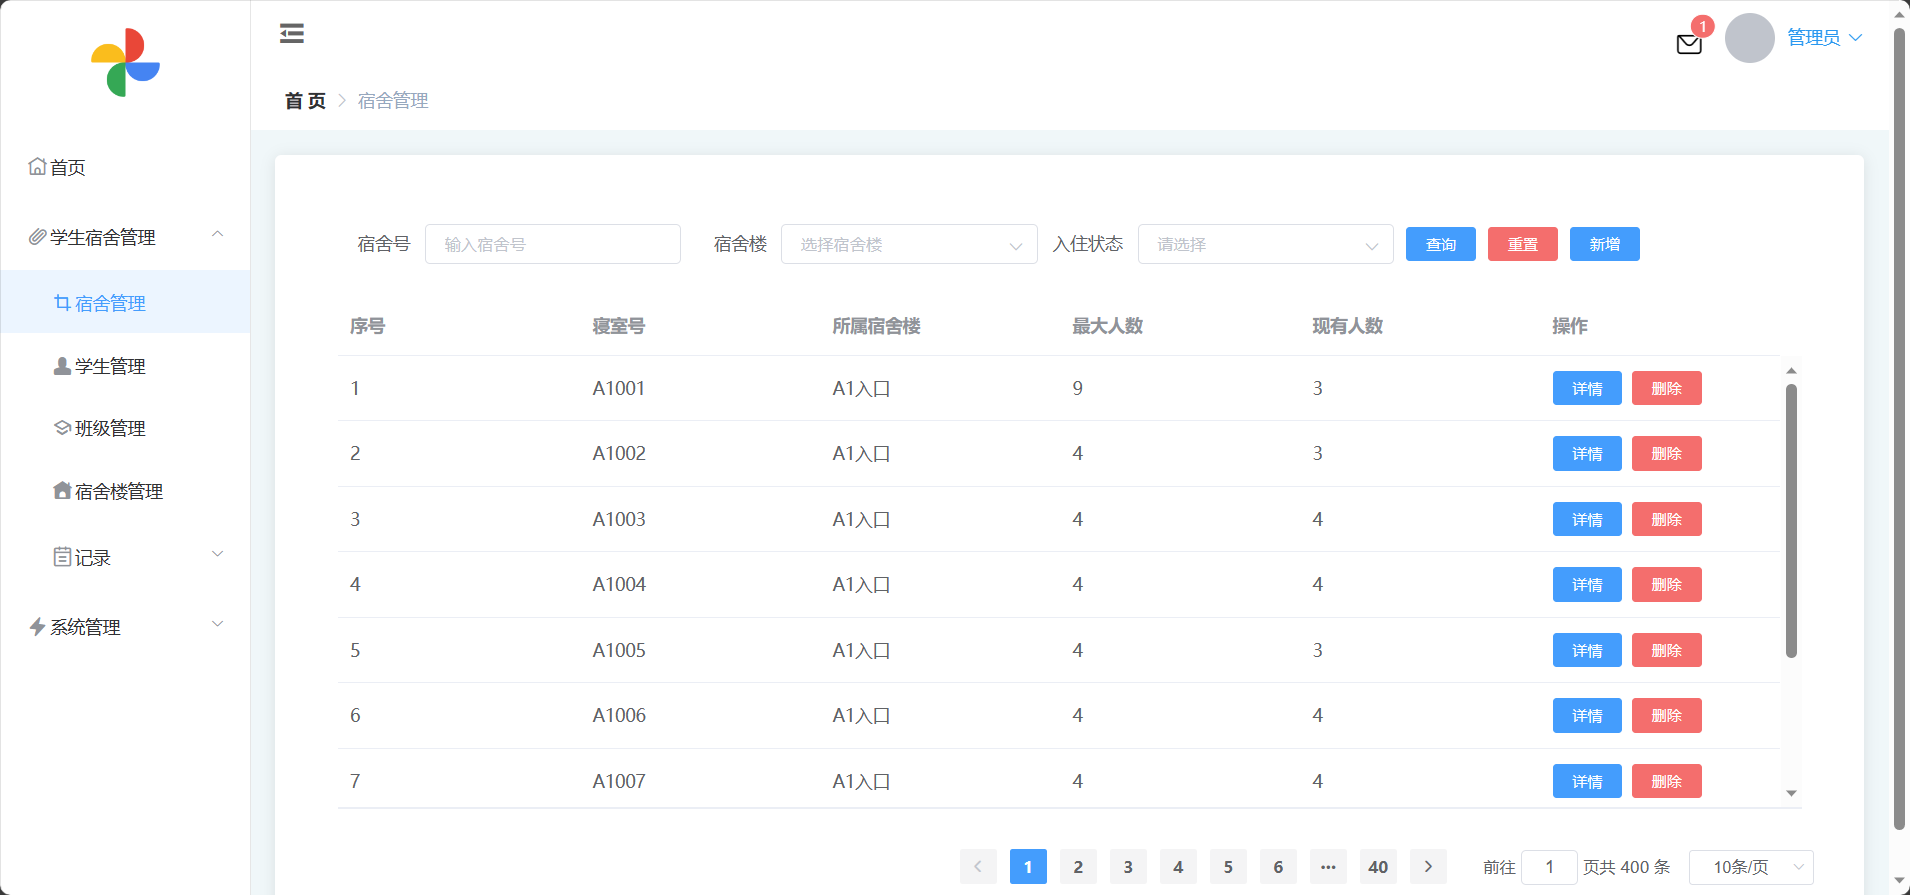 1
管理员
首 页
宿舍管理
首页
学生宿舍管理
宿舍管理
学生管理
班级管理
宿舍楼管理
记录
系统管理
宿舍号 输入宿舍号 宿舍楼 选择宿舍楼 入住状态 请选择 查询 重置 新增
序号 寝室号 所属宿舍楼 最大人数 现有人数 操作
1 A1001 A1入口 9 3 详情 删除
2 A1002 A1入口 4 3 详情 删除
3 A1003 A1入口 4 4 详情 删除
4 A1004 A1入口 4 4 详情 删除
5 A1005 A1入口 4 3 详情 删除
6 A1006 A1入口 4 4 详情 删除
7 A1007 A1入口 4 4 详情 删除
1 2 3 4 5 6 ••• 40 前往 1 页共 400 条 10条/页